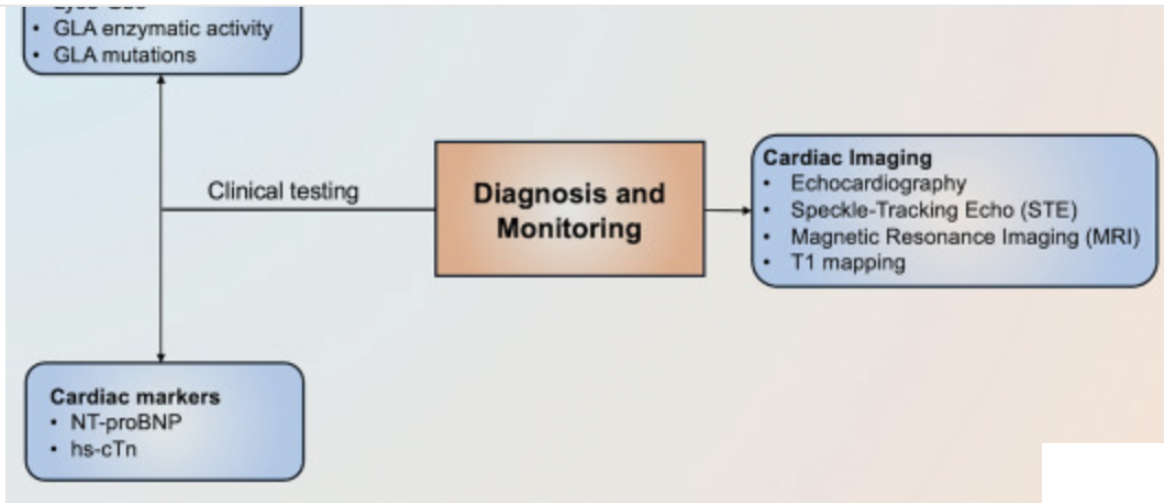 • GLA enzymatic activity
• GLA mutations
Clinical testing
Diagnosis and
Monitoring
Cardiac Imaging
• Echocardiography
• Speckle-Tracking Echo (STE)
• Magnetic Resonance Imaging (MRI)
• T1 mapping
Cardiac markers
• NT-proBNP
• hs-cTn